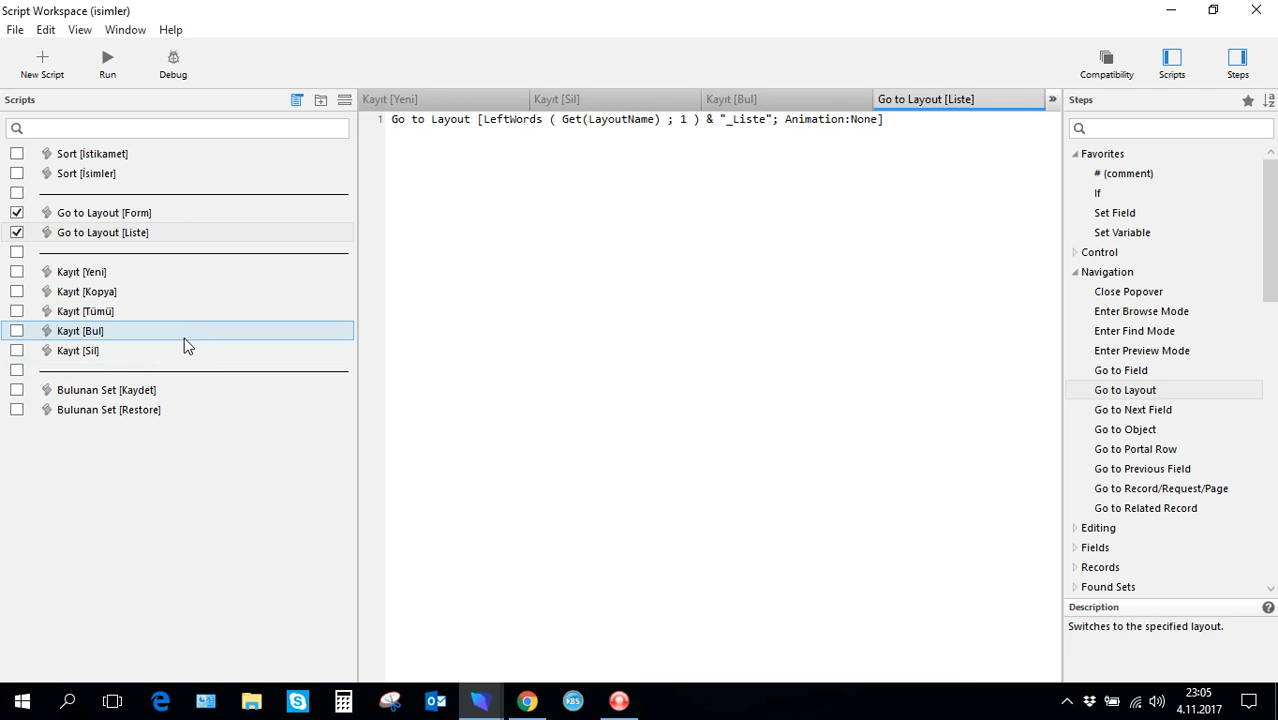 Script Workspace (isimler)
File Edit View Window Help
New Script Run Debug Compatibility Scripts Steps
Scripts
Kayıt [Yeni] Kayıt [Sil] Kayıt [Bul] Go to Layout [Liste] »
Steps
1 Go to Layout [LeftWords ( Get(LayoutName) ; 1 ) & "_Liste"; Animation:None]
Sort [İstikamet]
Sort [İsimler]
Go to Layout [Form]
Go to Layout [Liste]
Kayıt [Yeni]
Kayıt [Kopya]
Kayıt [Tümü]
Kayıt [Bul]
Kayıt [Sil]
Bulunan Set [Kaydet]
Bulunan Set [Restore]
Favorites
# (comment)
If
Set Field
Set Variable
Control
Navigation
Close Popover
Enter Browse Mode
Enter Find Mode
Enter Preview Mode
Go to Field
Go to Layout
Go to Next Field
Go to Object
Go to Portal Row
Go to Previous Field
Go to Record/Request/Page
Go to Related Record
Editing
Fields
Records
Found Sets
Description
Switches to the specified layout.
23:05
4.11.2017